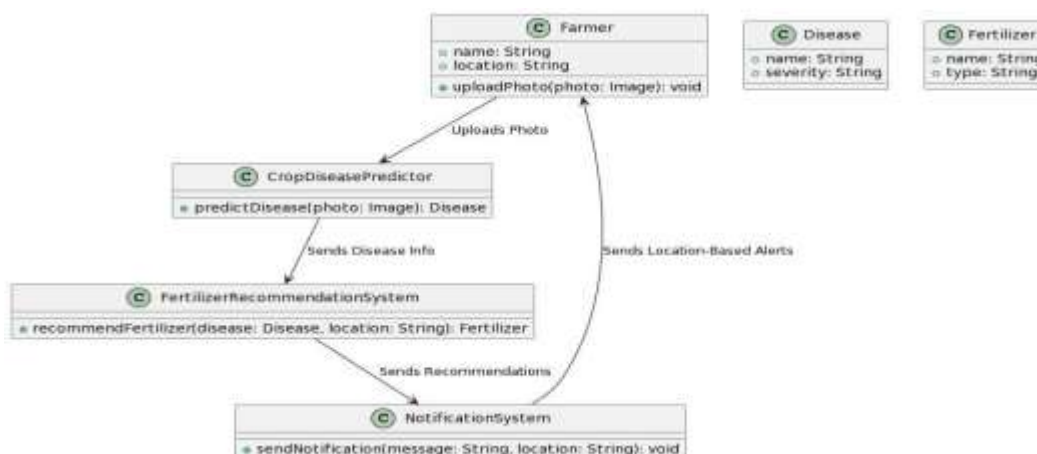 C Farmer
name: String
location: String
uploadPhoto(photo: Image): void
C Disease
name: String
severity: String
C Fertilizer
name: String
type: String
Uploads Photo
C CropDiseasePredictor
predictDisease(photo: Image): Disease
Sends Disease Info
Sends Location-Based Alerts
C FertilizerRecommendationSystem
recommendFertilizer(disease: Disease, location: String): Fertilizer
Sends Recommendations
C NotificationSystem
sendNotification(message: String, location: String): void